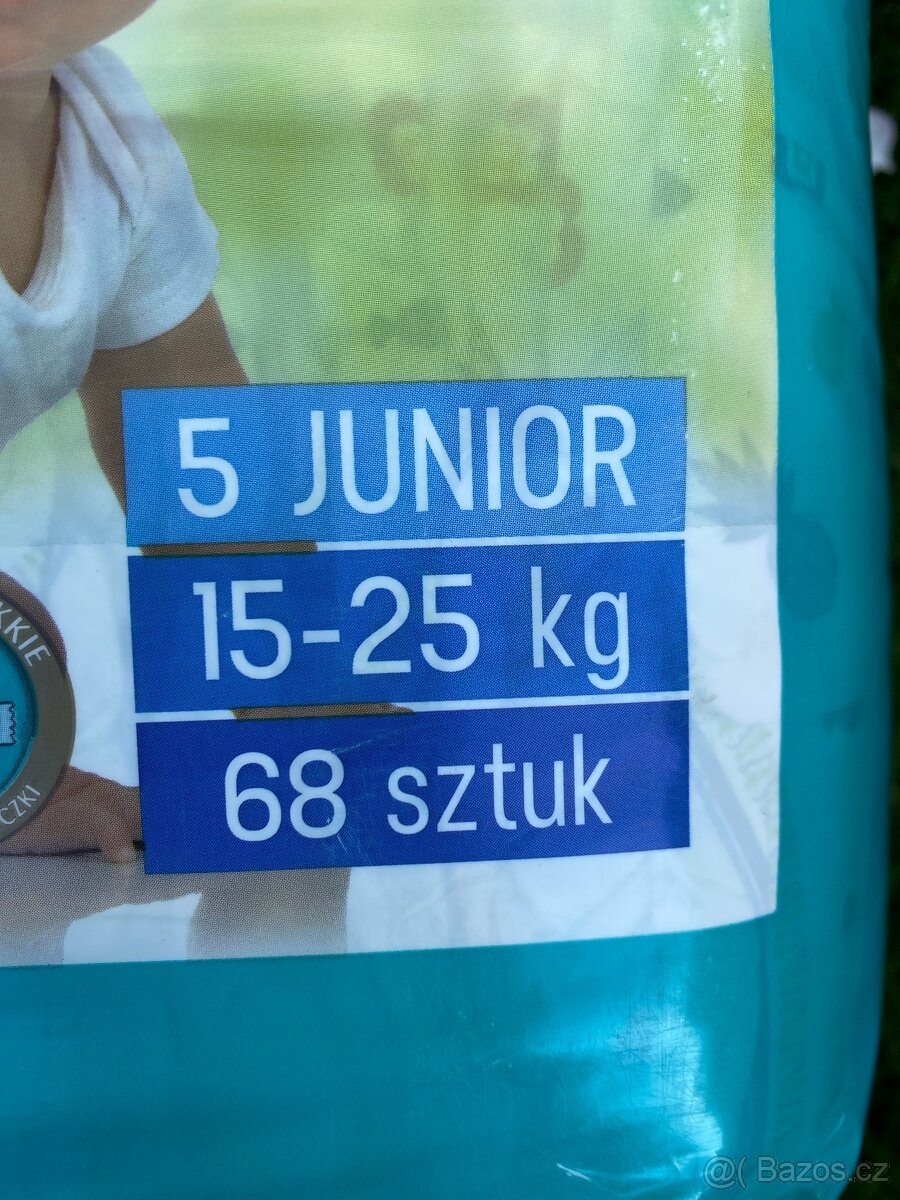 5 JUNIOR
15-25 kg
68 sztuk
@( Bazos.cz